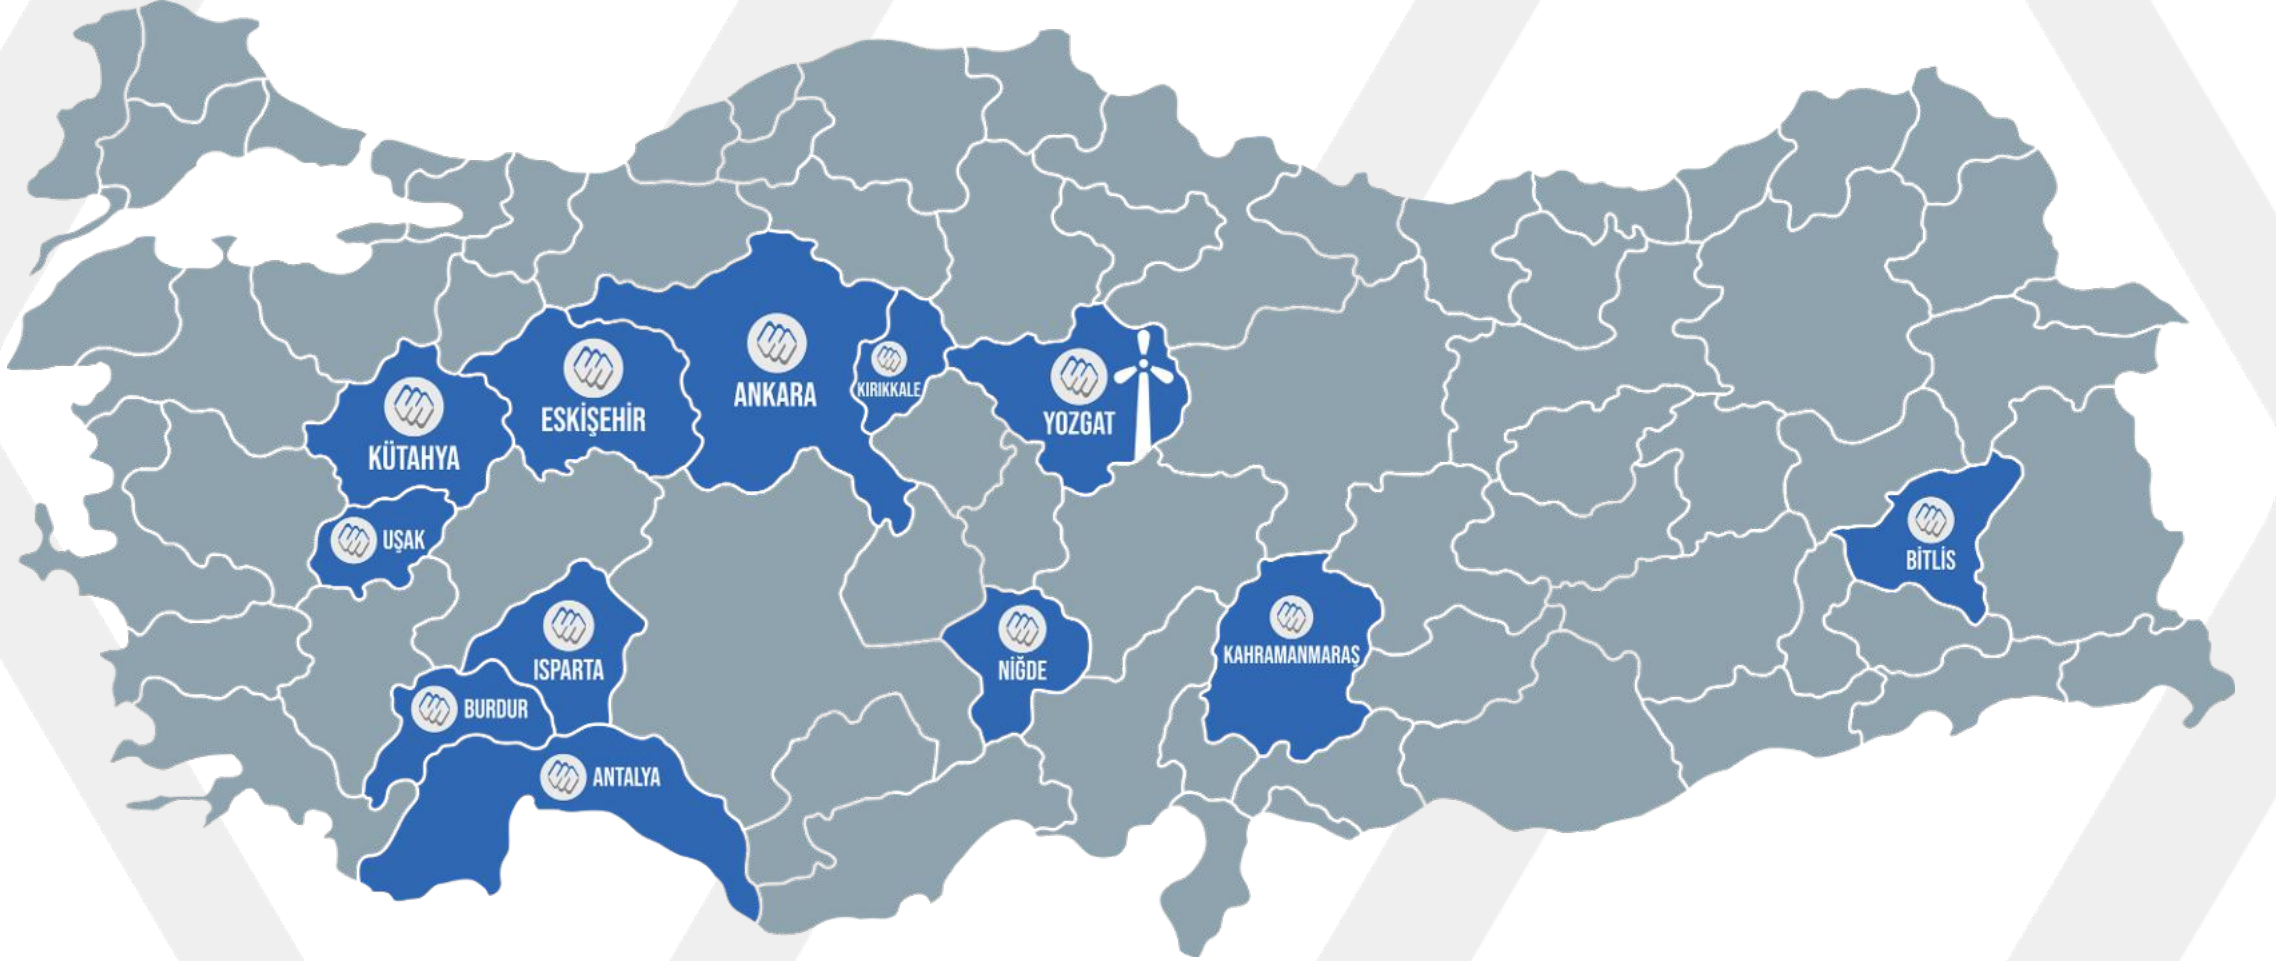 ANKARA
KIRIKKALE
ESKİŞEHİR
YOZGAT
KÜTAHYA
UŞAK
BİTLİS
ISPARTA
NİĞDE
KAHRAMANMARAŞ
BURDUR
ANTALYA